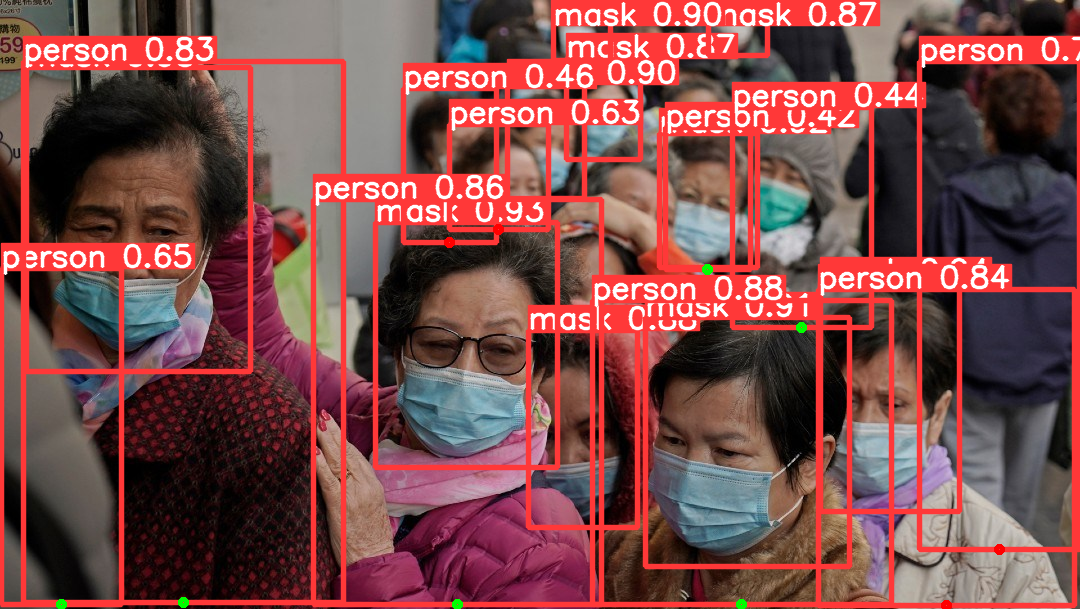 mask 0.90
mask 0.87
person 0.83
mask 0.87
person 0.7
person 0.46
0.90
person 0.44
person 0.63
person 0.42
person 0.86
mask 0.93
person 0.65
person 0.84
person 0.88
mask 0.91
mask 0.88
購物
59